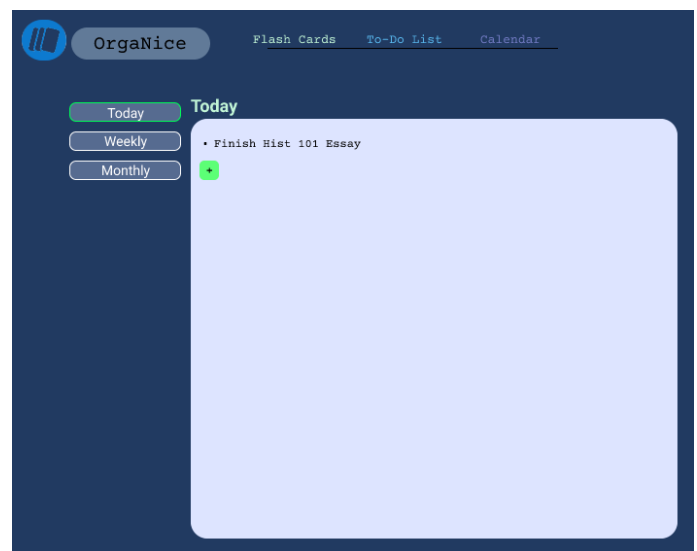 OrgaNice
Flash Cards To-Do List Calendar
Today
Weekly
Monthly
Today
• Finish Hist 101 Essay
+